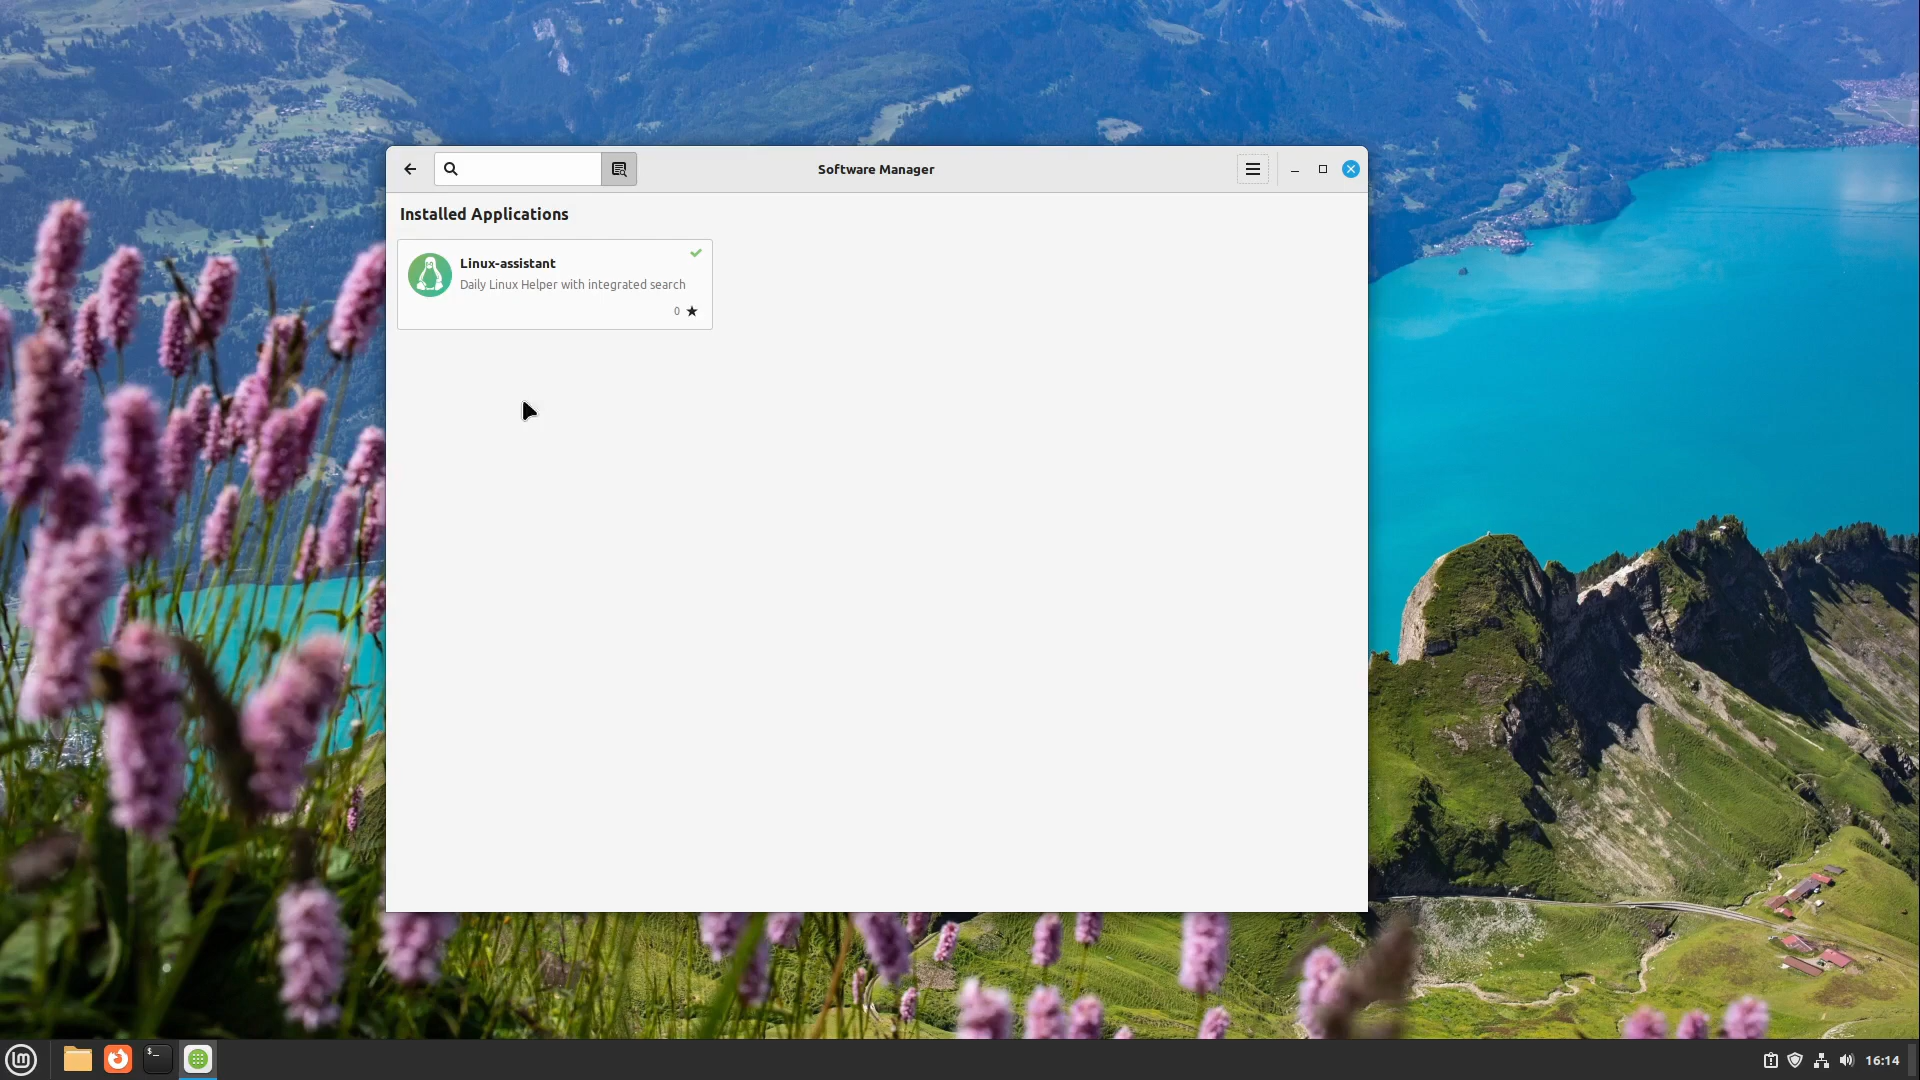 Software Manager
Installed Applications
Linux-assistant
Daily Linux Helper with integrated search
0
16:14